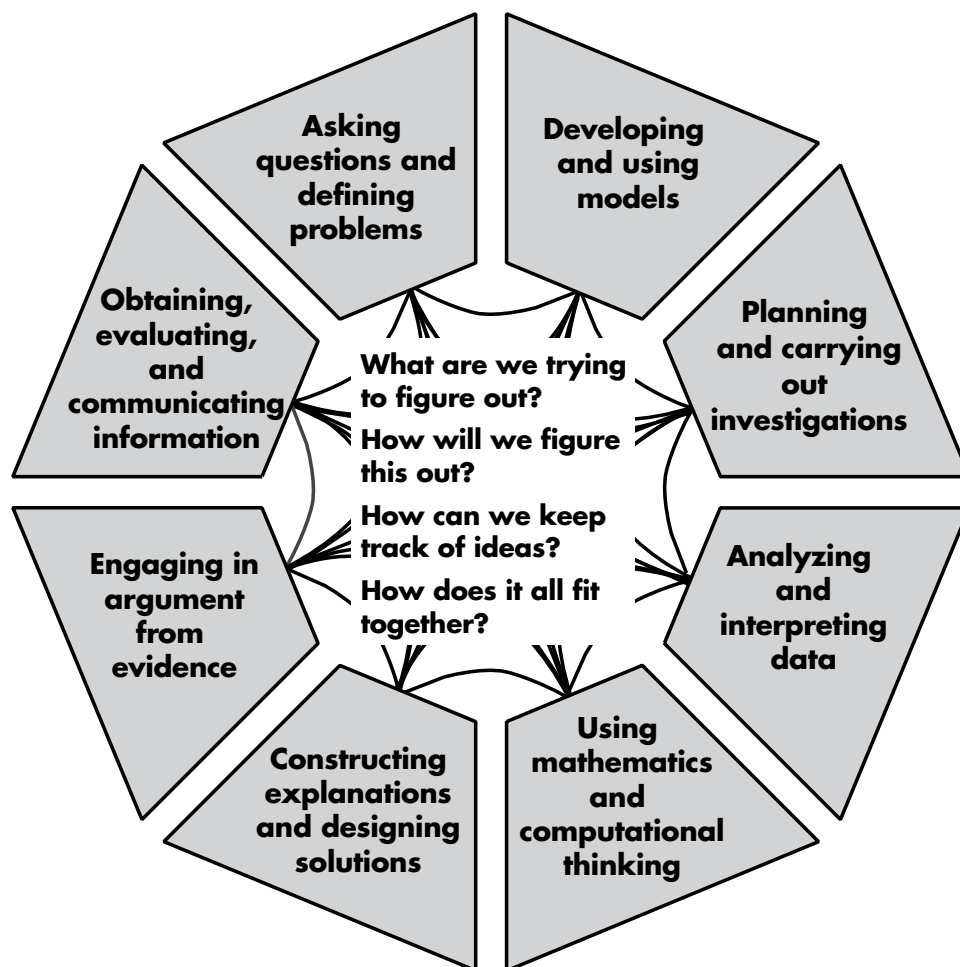 Asking
questions and
defining
problems
Developing
and using
models
Planning
and carrying
out
investigations
Analyzing
and
interpreting
data
Using
mathematics
and
computational
thinking
Constructing
explanations
and designing
solutions
Engaging in
argument
from
evidence
Obtaining,
evaluating,
and
communicating
information
What are we trying
to figure out?
How will we figure
this out?
How can we keep
track of ideas?
How does it all fit
together?